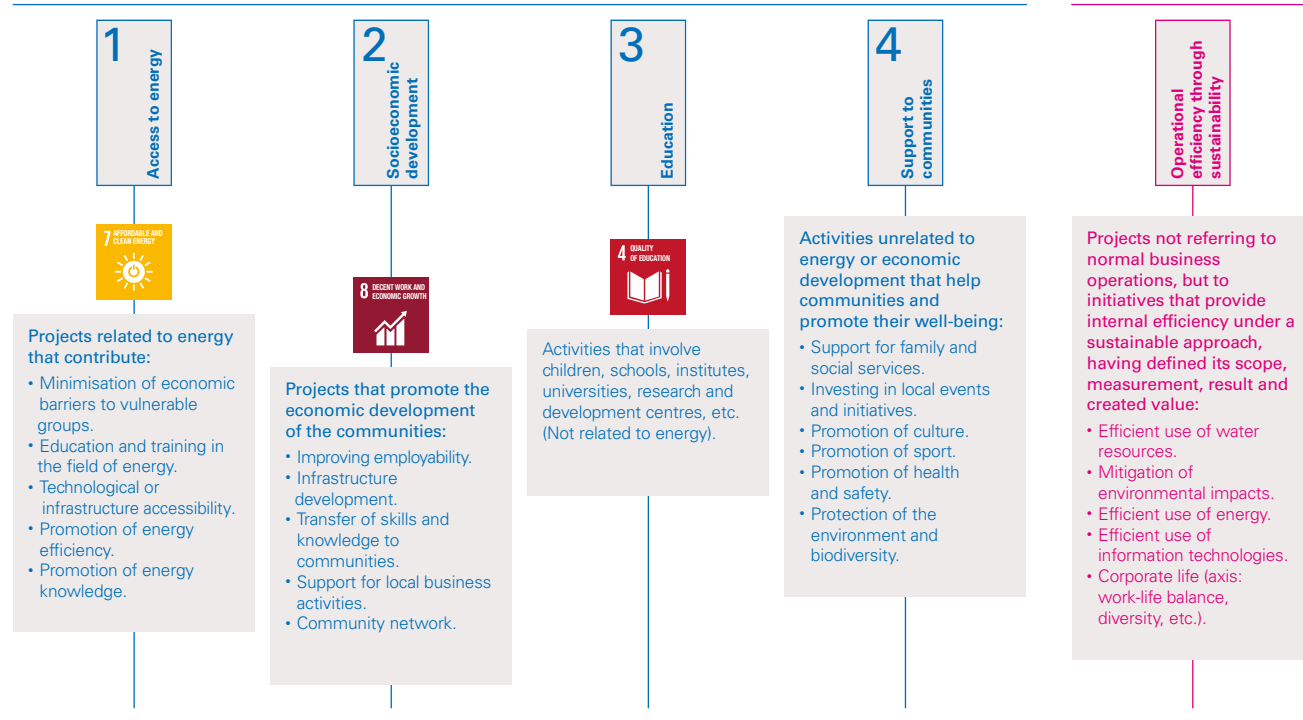 1
Access to energy
7 AFFORDABLE AND
CLEAN ENERGY
Projects related to energy
that contribute:
• Minimisation of economic
barriers to vulnerable
groups.
• Education and training in
the field of energy.
• Technological or
infrastructure accessibility.
• Promotion of energy
efficiency.
• Promotion of energy
knowledge.
2
Socioeconomic
development
8 DECENT WORK AND
ECONOMIC GROWTH
Projects that promote the
economic development
of the communities:
• Improving employability.
• Infrastructure
development.
• Transfer of skills and
knowledge to
communities.
• Support for local business
activities.
• Community network.
3
Education
4 QUALITY
OF EDUCATION
Activities that involve
children, schools, institutes,
universities, research and
development centres, etc.
(Not related to energy).
4
Support to
communities
Activities unrelated to
energy or economic
development that help
communities and
promote their well-being:
• Support for family and
social services.
• Investing in local events
and initiatives.
• Promotion of culture.
• Promotion of sport.
• Promotion of health
and safety.
• Protection of the
environment and
biodiversity.
Operational
efficiency through
sustainability
Projects not referring to
normal business
operations, but to
initiatives that provide
internal efficiency under a
sustainable approach,
having defined its scope,
measurement, result and
created value:
• Efficient use of water
resources.
• Mitigation of
environmental impacts.
• Efficient use of energy.
• Efficient use of
information technologies.
• Corporate life (axis:
work-life balance,
diversity, etc.).